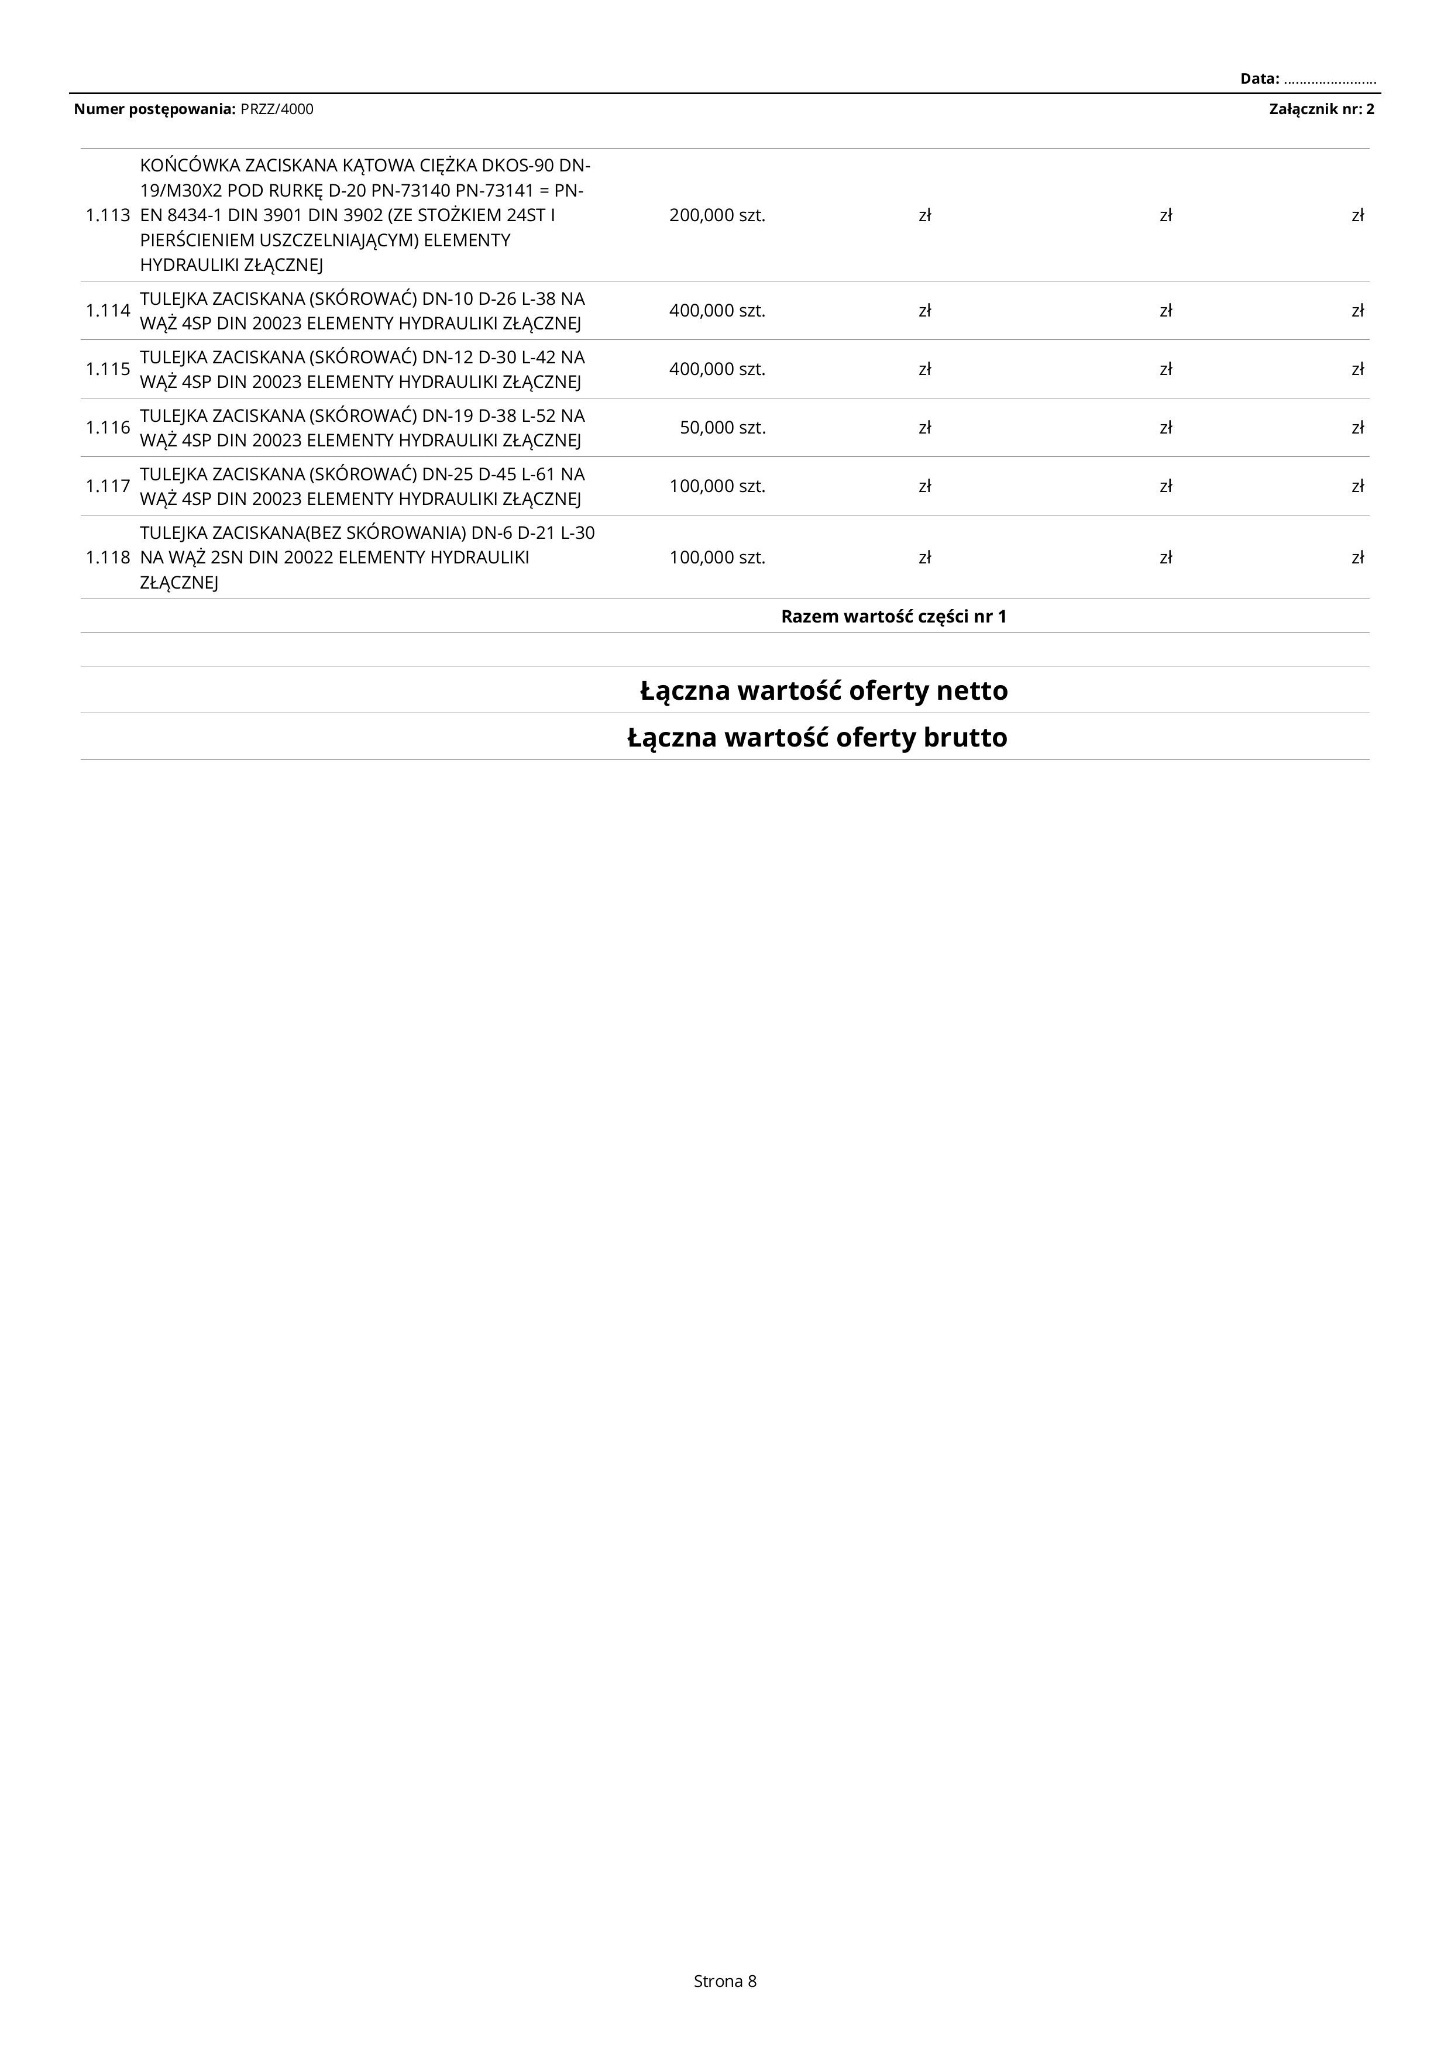 Data: ........................
Numer postępowania: PRZZ/4000 Załącznik nr: 2
KOŃCÓWKA ZACISKANA KĄTOWA CIĘŻKA DKOS-90 DN-
19/M30X2 POD RURKĘ D-20 PN-73140 PN-73141 = PN-
1.113 EN 8434-1 DIN 3901 DIN 3902 (ZE STOŻKIEM 24ST I 200,000 szt. zł zł zł
PIERŚCIENIEM USZCZELNIAJĄCYM) ELEMENTY
HYDRAULIKI ZŁĄCZNEJ
1.114 TULEJKA ZACISKANA (SKÓROWAĆ) DN-10 D-26 L-38 NA
WĄŻ 4SP DIN 20023 ELEMENTY HYDRAULIKI ZŁĄCZNEJ 400,000 szt. zł zł zł
1.115 TULEJKA ZACISKANA (SKÓROWAĆ) DN-12 D-30 L-42 NA
WĄŻ 4SP DIN 20023 ELEMENTY HYDRAULIKI ZŁĄCZNEJ 400,000 szt. zł zł zł
1.116 TULEJKA ZACISKANA (SKÓROWAĆ) DN-19 D-38 L-52 NA
WĄŻ 4SP DIN 20023 ELEMENTY HYDRAULIKI ZŁĄCZNEJ 50,000 szt. zł zł zł
1.117 TULEJKA ZACISKANA (SKÓROWAĆ) DN-25 D-45 L-61 NA
WĄŻ 4SP DIN 20023 ELEMENTY HYDRAULIKI ZŁĄCZNEJ 100,000 szt. zł zł zł
TULEJKA ZACISKANA(BEZ SKÓROWANIA) DN-6 D-21 L-30
1.118 NA WĄŻ 2SN DIN 20022 ELEMENTY HYDRAULIKI 100,000 szt. zł zł zł
ZŁĄCZNEJ
Razem wartość części nr 1
Łączna wartość oferty netto
Łączna wartość oferty brutto
Strona 8